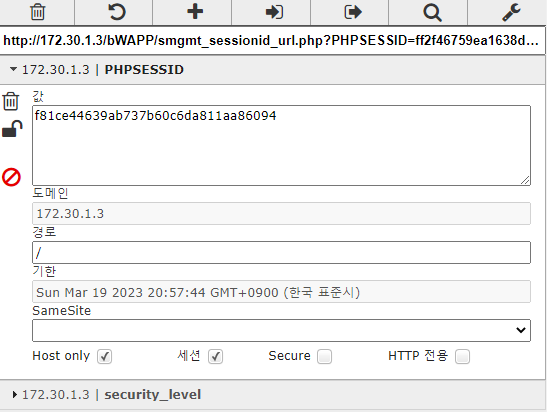 http://172.30.1.3/bWAPP/smgmt_sessionid_url.php?PHPSESSID=ff2f46759ea1638d...
172.30.1.3 | PHPSESSID
값
f81ce44639ab737b60c6da811aa86094
도메인
172.30.1.3
경로
/
기한
Sun Mar 19 2023 20:57:44 GMT+0900 (한국 표준시)
SameSite
Host only 세션 Secure HTTP 전용
172.30.1.3 | security_level